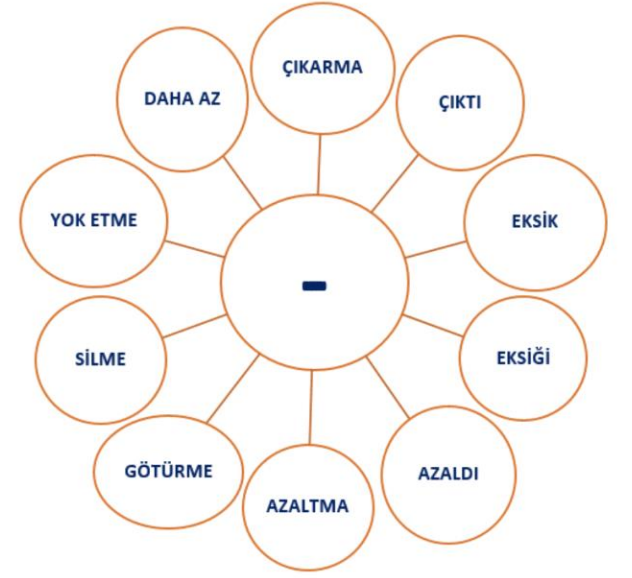 ÇIKARMA
ÇIKTI
EKSİK
EKSİĞİ
AZALDI
AZALTMA
GÖTÜRME
SİLME
YOK ETME
DAHA AZ
-